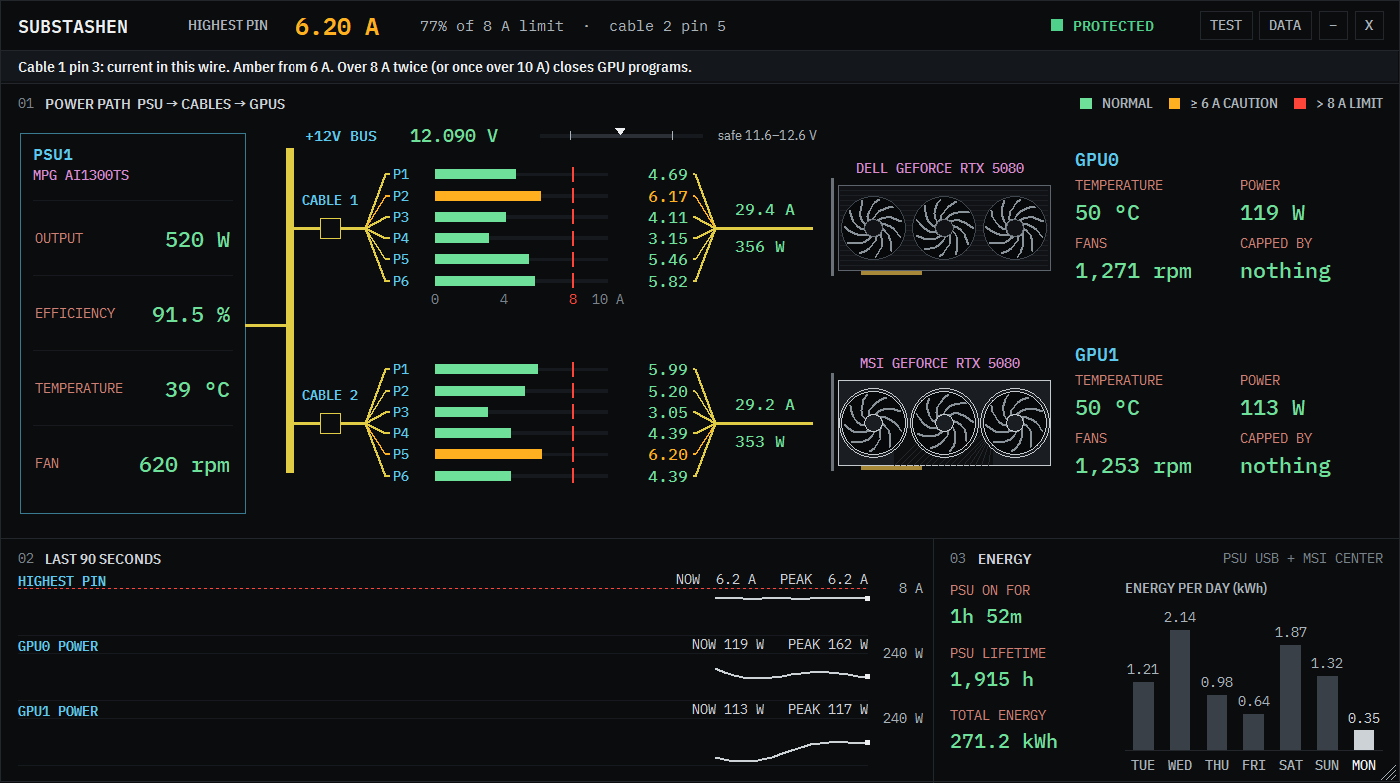 SUBSTASHEN HIGHEST PIN 6.20 A 77% of 8 A limit · cable 2 pin 5 PROTECTED TEST DATA − X
Cable 1 pin 3: current in this wire. Amber from 6 A. Over 8 A twice (or once over 10 A) closes GPU programs.
01 POWER PATH PSU → CABLES → GPUS NORMAL ≥ 6 A CAUTION > 8 A LIMIT
PSU1
MPG AI1300TS
OUTPUT 520 W
EFFICIENCY 91.5 %
TEMPERATURE 39 °C
FAN 620 rpm
+12V BUS 12.090 V safe 11.6–12.6 V
CABLE 1
P1 4.69
P2 6.17
P3 4.11
P4 3.15
P5 5.46
P6 5.82
0 4 8 10 A
29.4 A
356 W
DELL GEFORCE RTX 5080
GPU0
TEMPERATURE POWER
50 °C 119 W
FANS CAPPED BY
1,271 rpm nothing
CABLE 2
P1 5.99
P2 5.20
P3 3.05
P4 4.39
P5 6.20
P6 4.39
29.2 A
353 W
MSI GEFORCE RTX 5080
GPU1
TEMPERATURE POWER
50 °C 113 W
FANS CAPPED BY
1,253 rpm nothing
02 LAST 90 SECONDS
HIGHEST PIN NOW 6.2 A PEAK 6.2 A 8 A
GPU0 POWER NOW 119 W PEAK 162 W 240 W
GPU1 POWER NOW 113 W PEAK 117 W 240 W
03 ENERGY PSU USB + MSI CENTER
PSU ON FOR
1h 52m
PSU LIFETIME
1,915 h
TOTAL ENERGY
271.2 kWh
ENERGY PER DAY (kWh)
1.21 2.14 0.98 0.64 1.87 1.32 0.35
TUE WED THU FRI SAT SUN MON